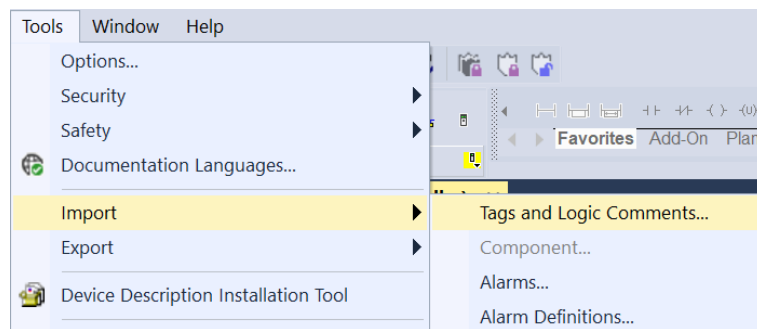 Tools Window Help
Options...
Security
Safety
Documentation Languages...
Favorites Add-On
Import
Tags and Logic Comments...
Export
Component...
Device Description Installation Tool
Alarms...
Alarm Definitions...